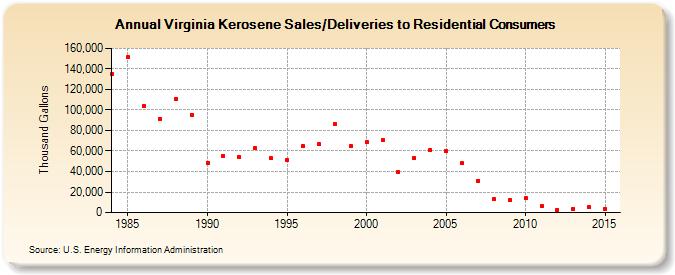 Annual Virginia Kerosene Sales/Deliveries to Residential Consumers
Thousand Gallons
160,000
140,000
120,000
100,000
80,000
60,000
40,000
20,000
0
1985 1990 1995 2000 2005 2010 2015
Source: U.S. Energy Information Administration